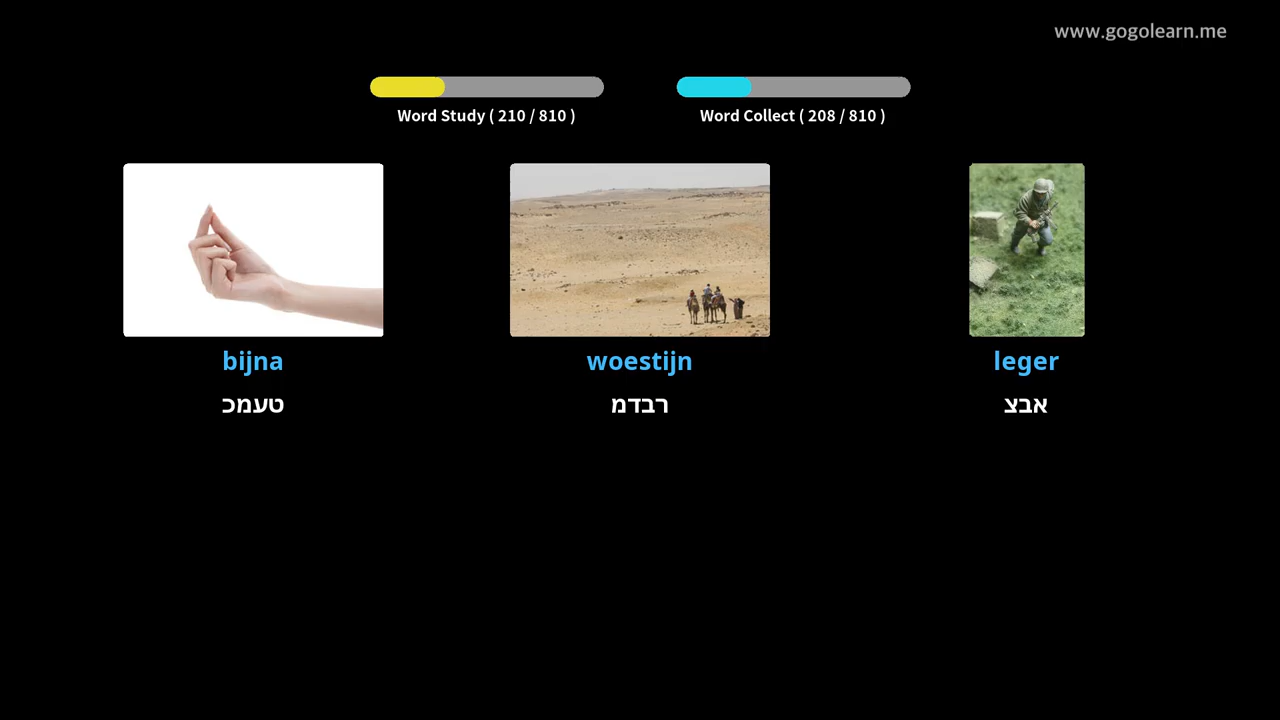 www.gogolearn.me
Word Study ( 210 / 810 )
Word Collect ( 208 / 810 )
bijna
טעמכ
woestijn
רבדמ
leger
אבצ